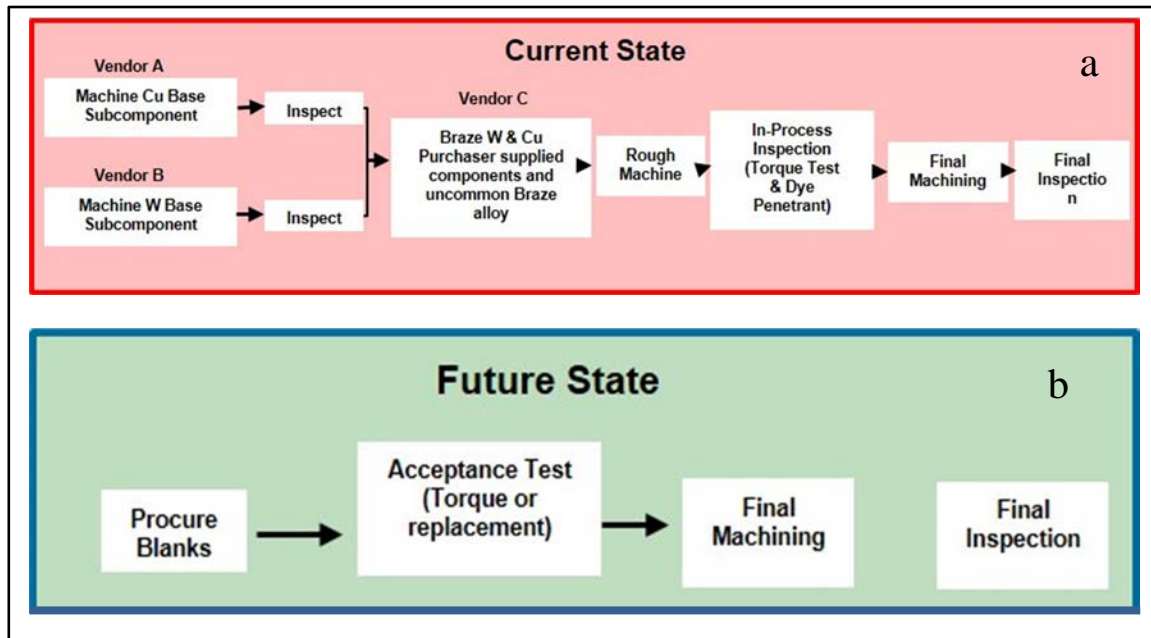 Current State
a
Vendor A
Machine Cu Base
Subcomponent
Inspect
Vendor B
Machine W Base
Subcomponent
Inspect
Vendor C
Braze W & Cu
Purchaser supplied
components and
uncommon Braze
alloy
Rough
Machine
In-Process
Inspection
(Torque Test
& Dye
Penetrant)
Final
Machining
Final
Inspectio
n
Future State
b
Procure
Blanks
Acceptance Test
(Torque or
replacement)
Final
Machining
Final
Inspection